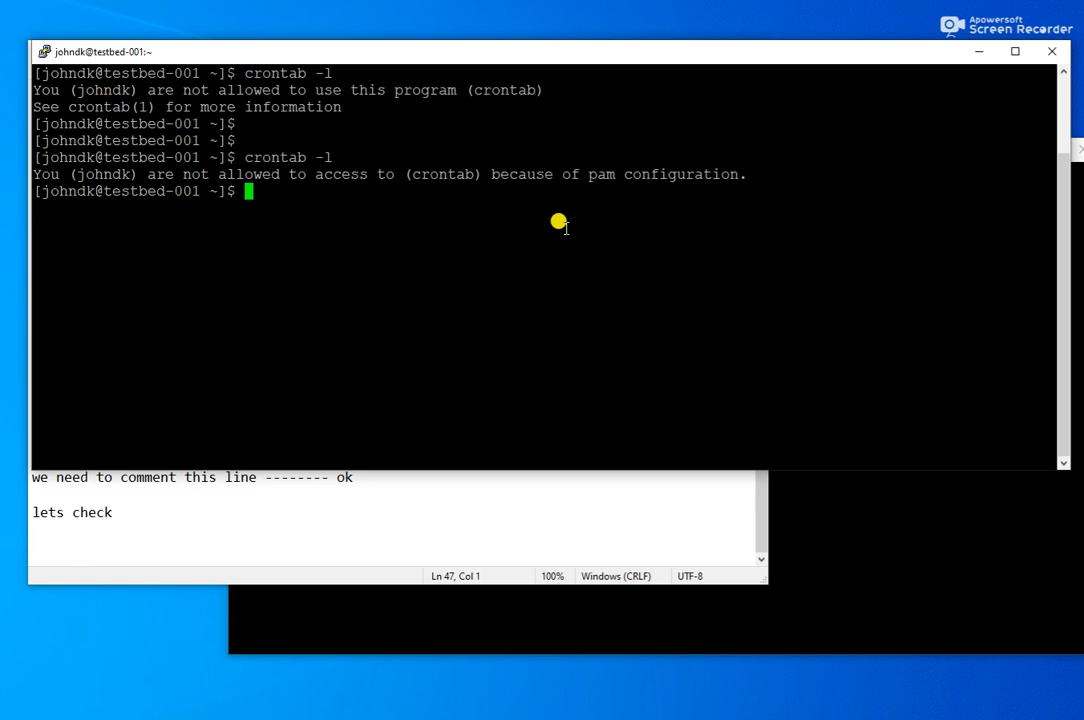 Apowersoft
Screen Recorder
johndk@testbed-001:~
[johndk@testbed-001 ~]$ crontab -l
You (johndk) are not allowed to use this program (crontab)
See crontab(1) for more information
[johndk@testbed-001 ~]$
[johndk@testbed-001 ~]$
[johndk@testbed-001 ~]$ crontab -l
You (johndk) are not allowed to access to (crontab) because of pam configuration.
[johndk@testbed-001 ~]$
we need to comment this line -------- ok
lets check
Ln 47, Col 1 100% Windows (CRLF) UTF-8